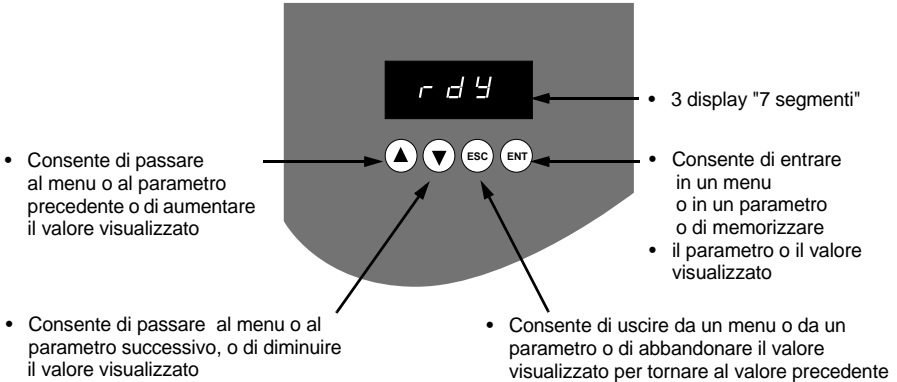 r d Y
• 3 display "7 segmenti"
ESC
ENT
• Consente di passare
al menu o al parametro
precedente o di aumentare
il valore visualizzato
• Consente di entrare
in un menu
o in un parametro
o di memorizzare
• il parametro o il valore
visualizzato
• Consente di passare al menu o al
parametro successivo, o di diminuire
il valore visualizzato
• Consente di uscire da un menu o da un
parametro o di abbandonare il valore
visualizzato per tornare al valore precedente